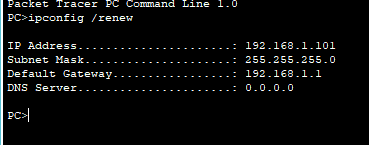 Packet Tracer PC Command Line 1.0
PC>ipconfig /renew
IP Address......................: 192.168.1.101
Subnet Mask.....................: 255.255.255.0
Default Gateway.................: 192.168.1.1
DNS Server......................: 0.0.0.0
PC>